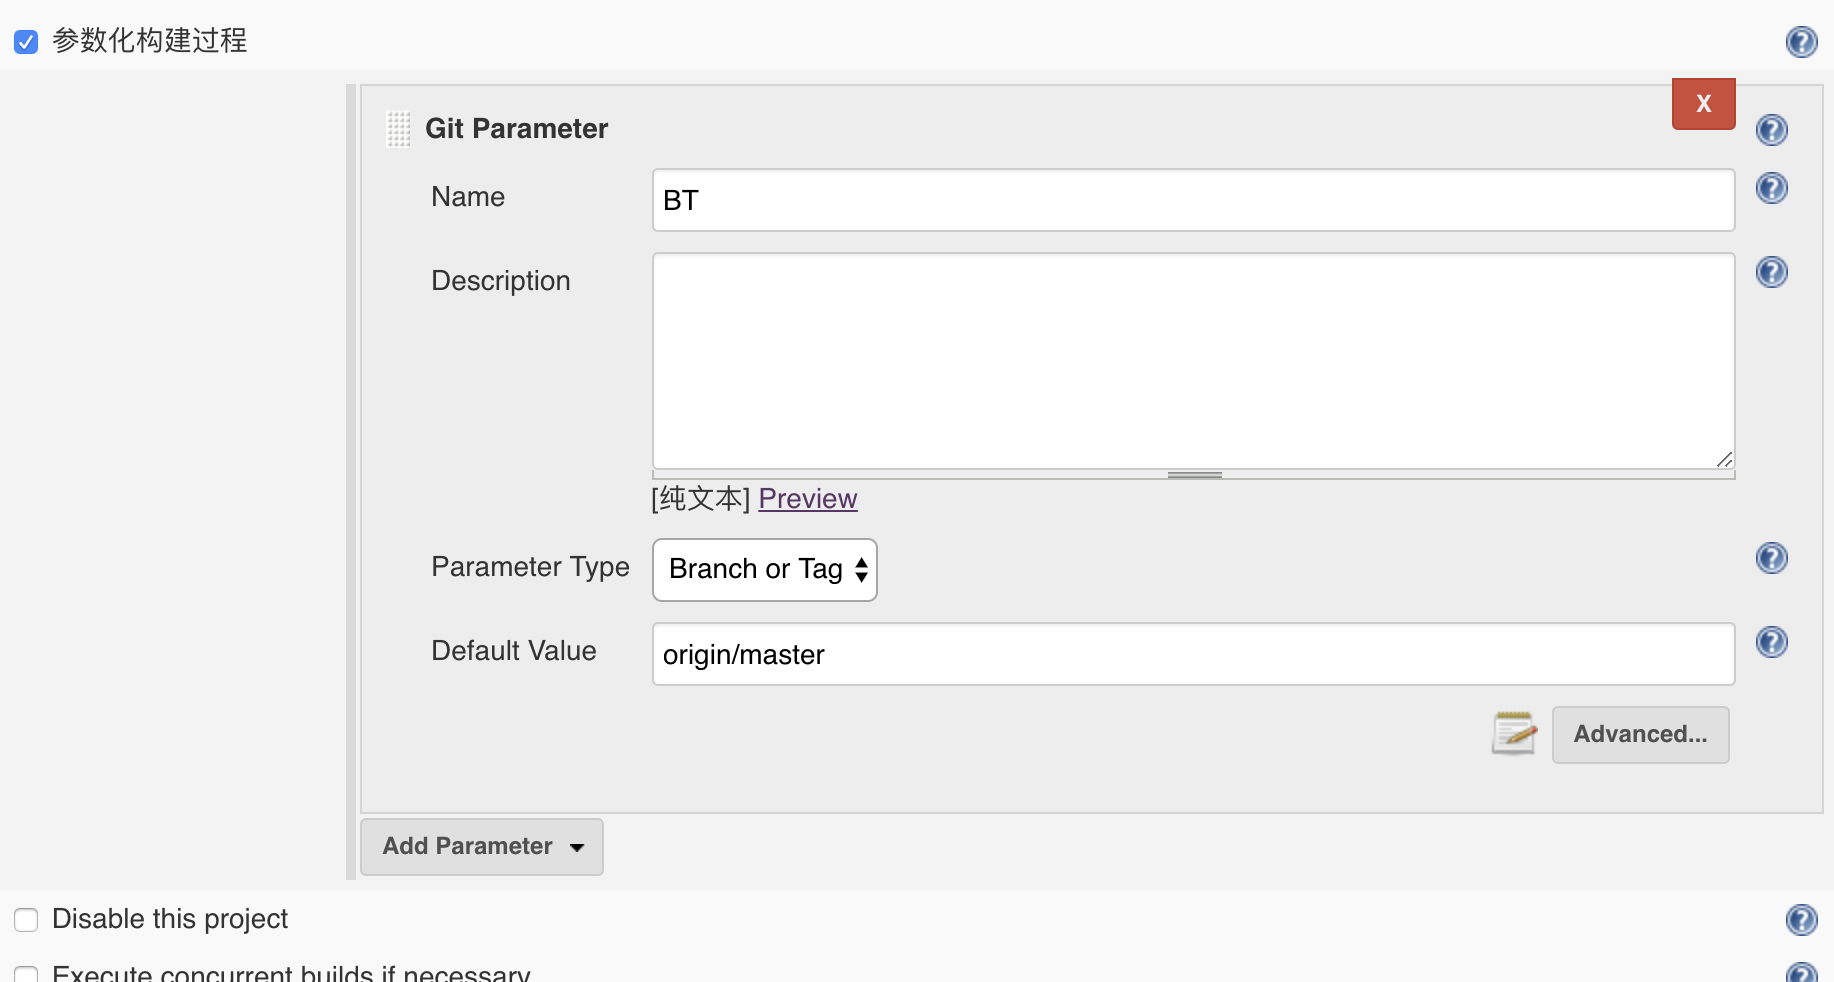 参数化构建过程
X
Git Parameter
Name
BT
Description
[纯文本] Preview
Parameter Type
Branch or Tag
Default Value
origin/master
Advanced...
Add Parameter
Disable this project
Execute concurrent builds if necessary